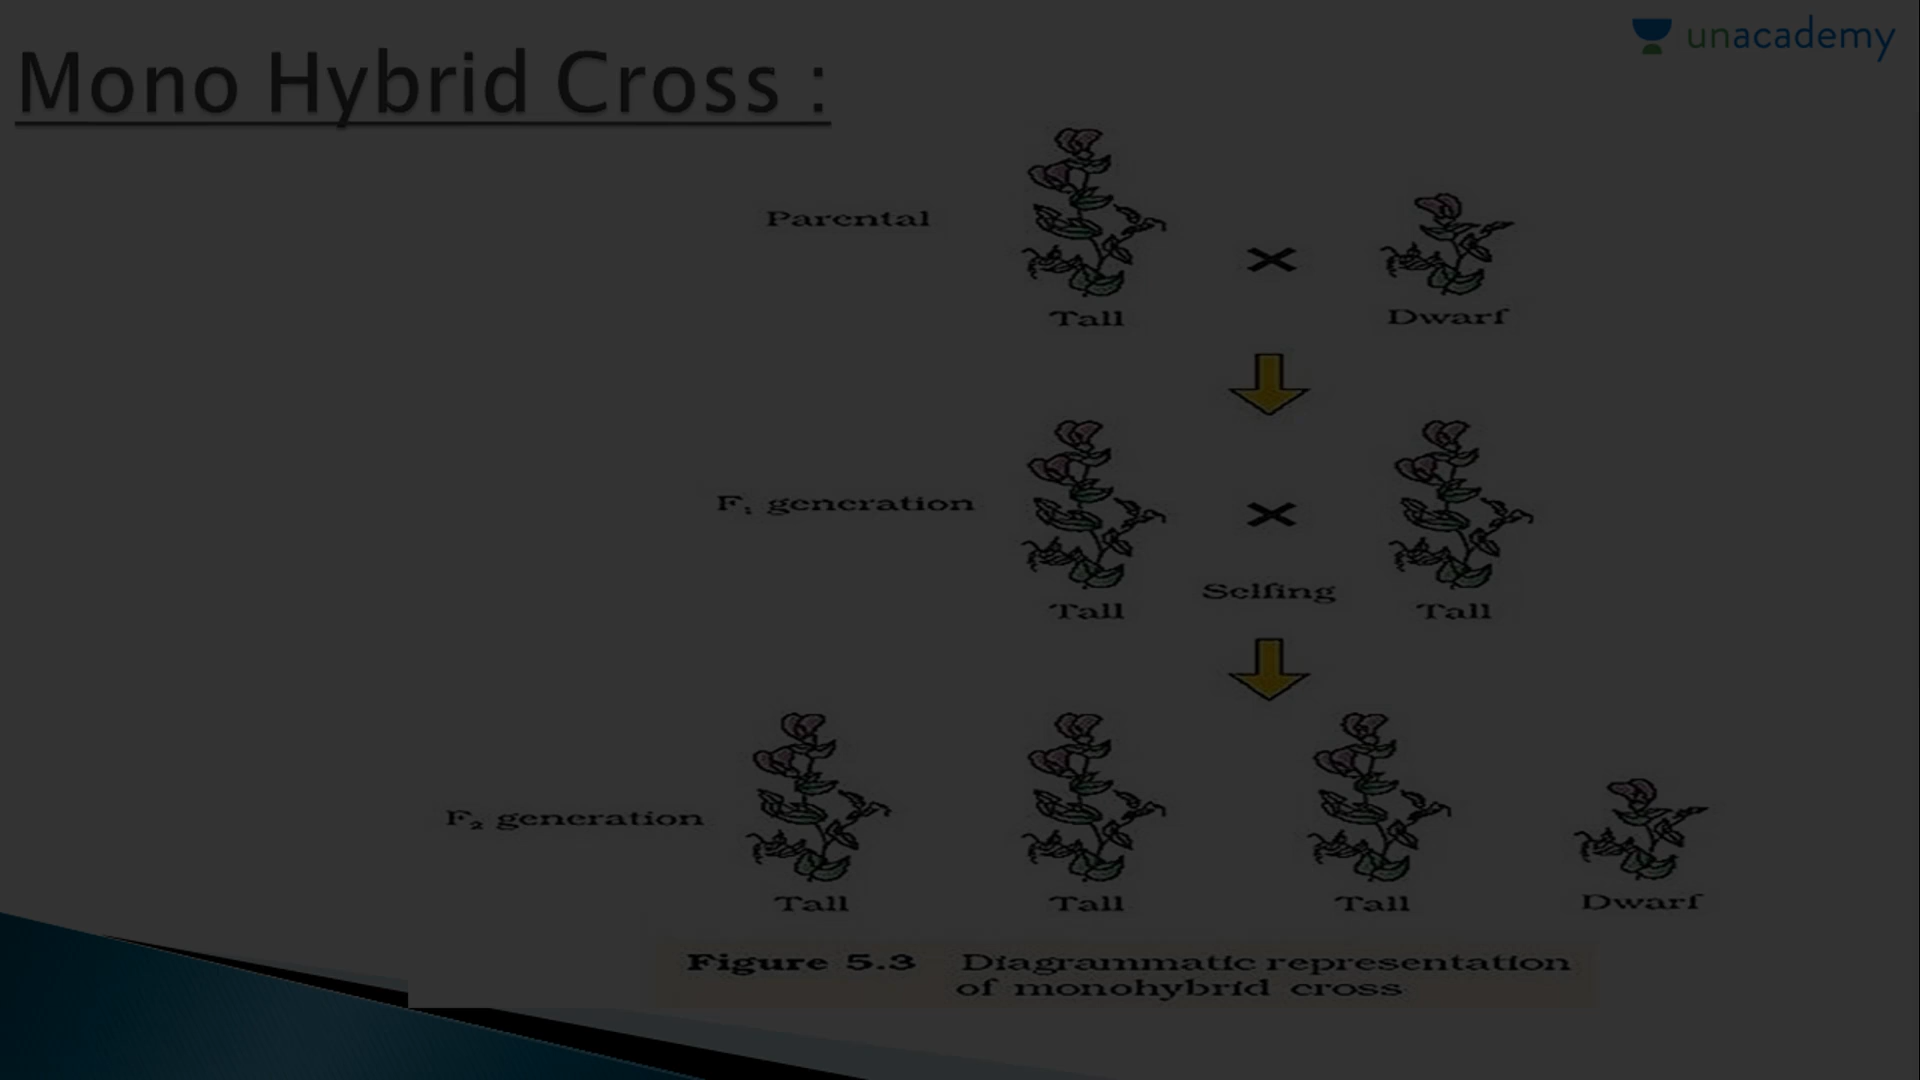 unacademy
Mono Hybrid Cross :
Parental
×
Tall
Dwarf
F₁ generation
×
Selfing
Tall
Tall
F₂ generation
Tall
Tall
Tall
Dwarf
Figure 5.3 Diagrammatic representation
of monohybrid cross